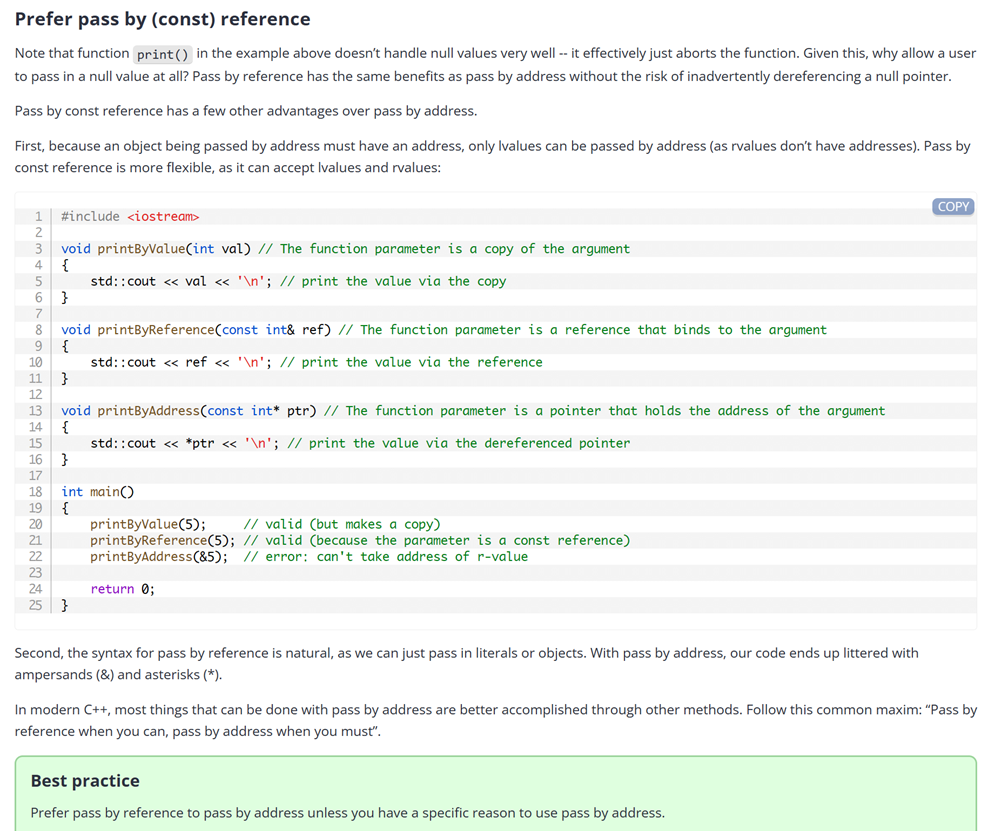 Prefer pass by (const) reference
Note that function print() in the example above doesn’t handle null values very well -- it effectively just aborts the function. Given this, why allow a user
to pass in a null value at all? Pass by reference has the same benefits as pass by address without the risk of inadvertently dereferencing a null pointer.
Pass by const reference has a few other advantages over pass by address.
First, because an object being passed by address must have an address, only lvalues can be passed by address (as rvalues don’t have addresses). Pass by
const reference is more flexible, as it can accept lvalues and rvalues:
COPY
1 #include <iostream>
2
3 void printByValue(int val) // The function parameter is a copy of the argument
4 {
5     std::cout << val << '\n'; // print the value via the copy
6 }
7
8 void printByReference(const int& ref) // The function parameter is a reference that binds to the argument
9 {
10     std::cout << ref << '\n'; // print the value via the reference
11 }
12
13 void printByAddress(const int* ptr) // The function parameter is a pointer that holds the address of the argument
14 {
15     std::cout << *ptr << '\n'; // print the value via the dereferenced pointer
16 }
17
18 int main()
19 {
20     printByValue(5);     // valid (but makes a copy)
21     printByReference(5); // valid (because the parameter is a const reference)
22     printByAddress(&5);  // error: can't take address of r-value
23
24     return 0;
25 }
Second, the syntax for pass by reference is natural, as we can just pass in literals or objects. With pass by address, our code ends up littered with
ampersands (&) and asterisks (*).
In modern C++, most things that can be done with pass by address are better accomplished through other methods. Follow this common maxim: “Pass by
reference when you can, pass by address when you must”.
Best practice
Prefer pass by reference to pass by address unless you have a specific reason to use pass by address.